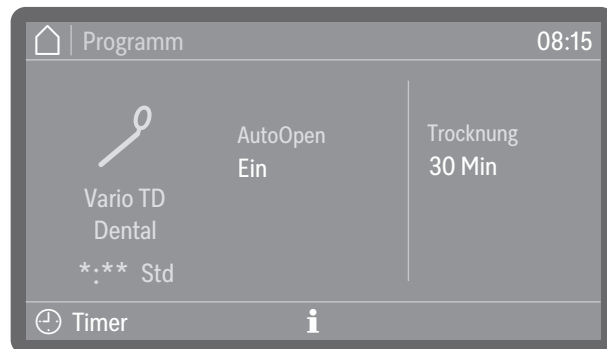 Programm 08:15
AutoOpen
Ein
Trocknung
30 Min
Vario TD
Dental
*:** Std
Timer i